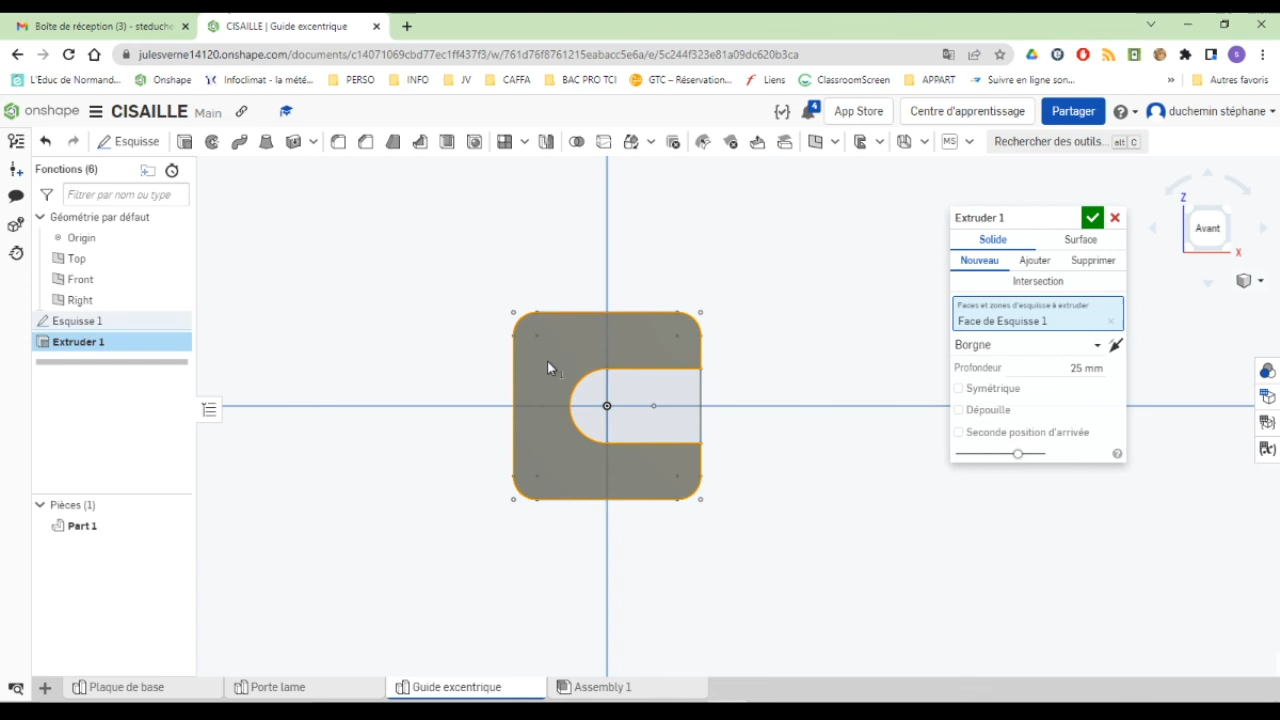 Boîte de réception (3) - steduche
CISAILLE | Guide excentrique
julesverne14120.onshape.com/documents/c14071069cbd77ec1ff437f3/w/761d76f8761215eabacc5e6a/e/5c244f323e81a09dc620b3ca
S
L'Educ de Normand...
Onshape
Infoclimat - la mété...
PERSO
INFO
JV
CAFFA
BAC PRO TCI
GTC – Réservation...
Liens
ClassroomScreen
APPART
Suivre en ligne son...
»
Autres favoris
onshape
CISAILLE
Main
4
App Store
Centre d'apprentissage
Partager
duchemin stéphane
Esquisse
MS
Rechercher des outils...
alt C
Fonctions (6)
Filtrer par nom ou type
Géométrie par défaut
Origin
Top
Front
Right
Esquisse 1
Extruder 1
Pièces (1)
Part 1
Extruder 1
Solide
Surface
Nouveau
Ajouter
Supprimer
Intersection
Faces et zones d'esquisse à extruder
Face de Esquisse 1
Borgne
Profondeur
25 mm
Symétrique
Dépouille
Seconde position d'arrivée
Z
Avant
X
Plaque de base
Porte lame
Guide excentrique
Assembly 1